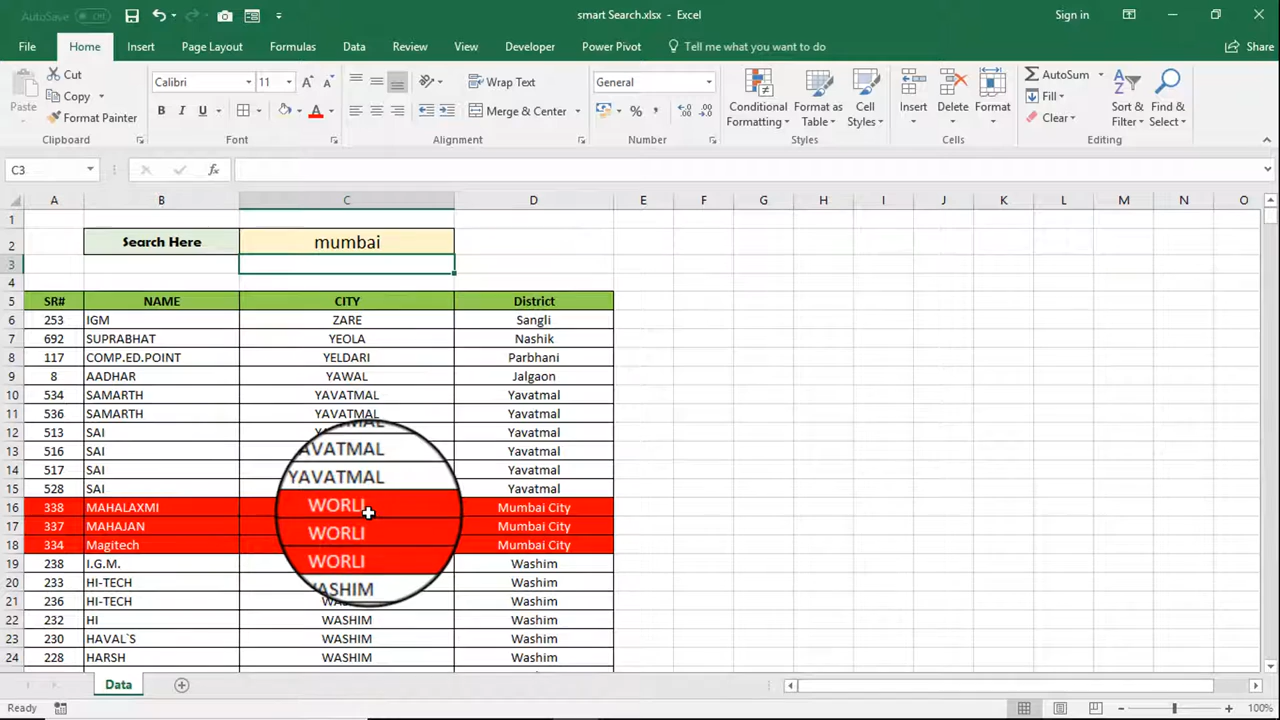 AutoSave Off smart Search.xlsx - Excel Sign in
File Home Insert Page Layout Formulas Data Review View Developer Power Pivot Tell me what you want to do Share
Paste
Cut
Copy
Format Painter
Clipboard
Calibri 11
B I U
Font
Wrap Text
Merge & Center
Alignment
General
Number
Conditional Formatting
Format as Table
Cell Styles
Styles
Insert
Delete
Format
Cells
AutoSum
Fill
Clear
Sort & Filter
Find & Select
Editing
C3 fx
A B C D E F G H I J K L M N O
1
2 Search Here mumbai
3
4
5 SR# NAME CITY District
6 253 IGM ZARE Sangli
7 692 SUPRABHAT YEOLA Nashik
8 117 COMP.ED.POINT YELDARI Parbhani
9 8 AADHAR YAWAL Jalgaon
10 534 SAMARTH YAVATMAL Yavatmal
11 536 SAMARTH YAVATMAL Yavatmal
12 513 SAI Yavatmal
13 516 SAI AVATMAL Yavatmal
14 517 SAI YAVATMAL Yavatmal
15 528 SAI Yavatmal
16 338 MAHALAXMI WORLI Mumbai City
17 337 MAHAJAN WORLI Mumbai City
18 334 Magitech WORLI Mumbai City
19 238 I.G.M. ASHIM Washim
20 233 HI-TECH Washim
21 236 HI-TECH Washim
22 232 HI WASHIM Washim
23 230 HAVAL`S WASHIM Washim
24 228 HARSH WASHIM Washim
Data
Ready 100%